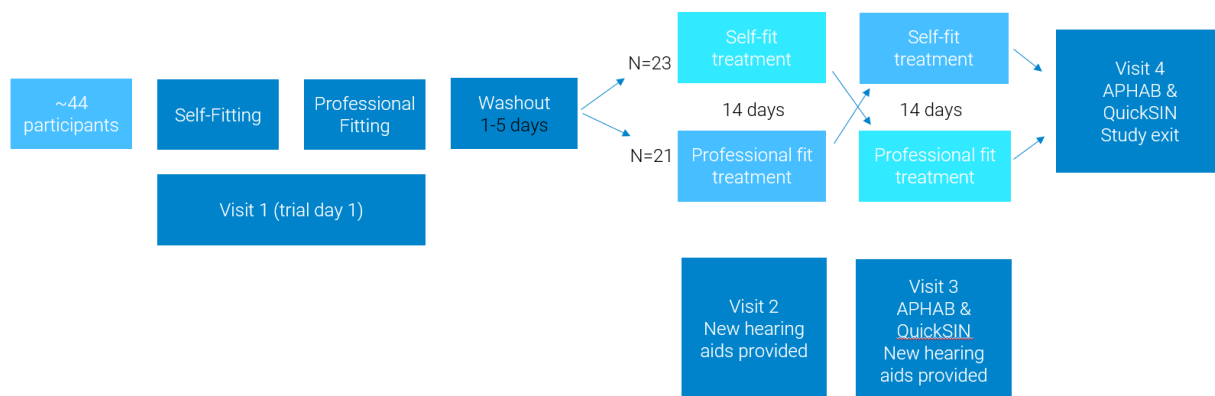 ~44
participants
Self-Fitting
Professional
Fitting
Visit 1 (trial day 1)
Washout
1-5 days
N=23
N=21
Self-fit
treatment
14 days
Professional fit
treatment
Self-fit
treatment
14 days
Professional fit
treatment
Visit 4
APHAB &
QuickSIN
Study exit
Visit 2
New hearing
aids provided
Visit 3
APHAB &
QuickSIN
New hearing
aids provided